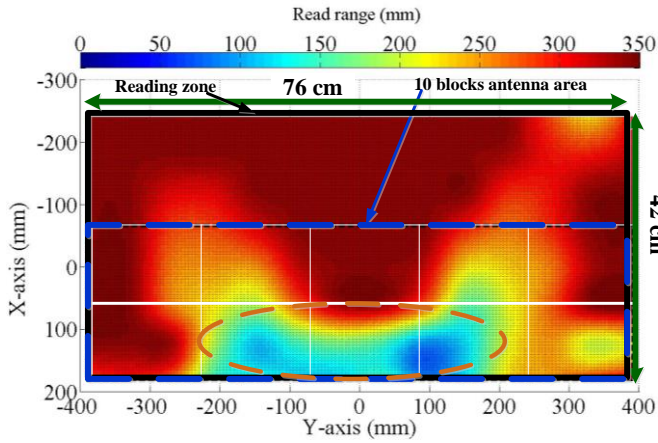 Read range (mm)
0 50 100 150 200 250 300 350
Reading zone
76 cm
10 blocks antenna area
42 cm
X-axis (mm)
-300
-200
-100
0
100
200
-400 -300 -200 -100 0 100 200 300 400
Y-axis (mm)